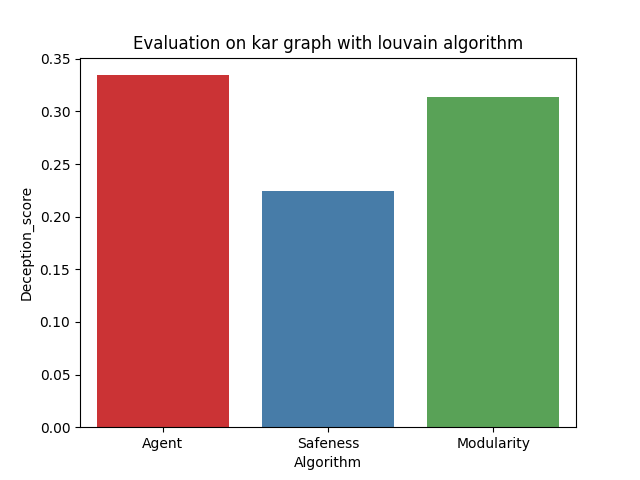 Evaluation on kar graph with louvain algorithm
0.35
0.30
0.25
0.20
0.15
0.10
0.05
0.00
Deception_score
Agent Safeness Modularity
Algorithm